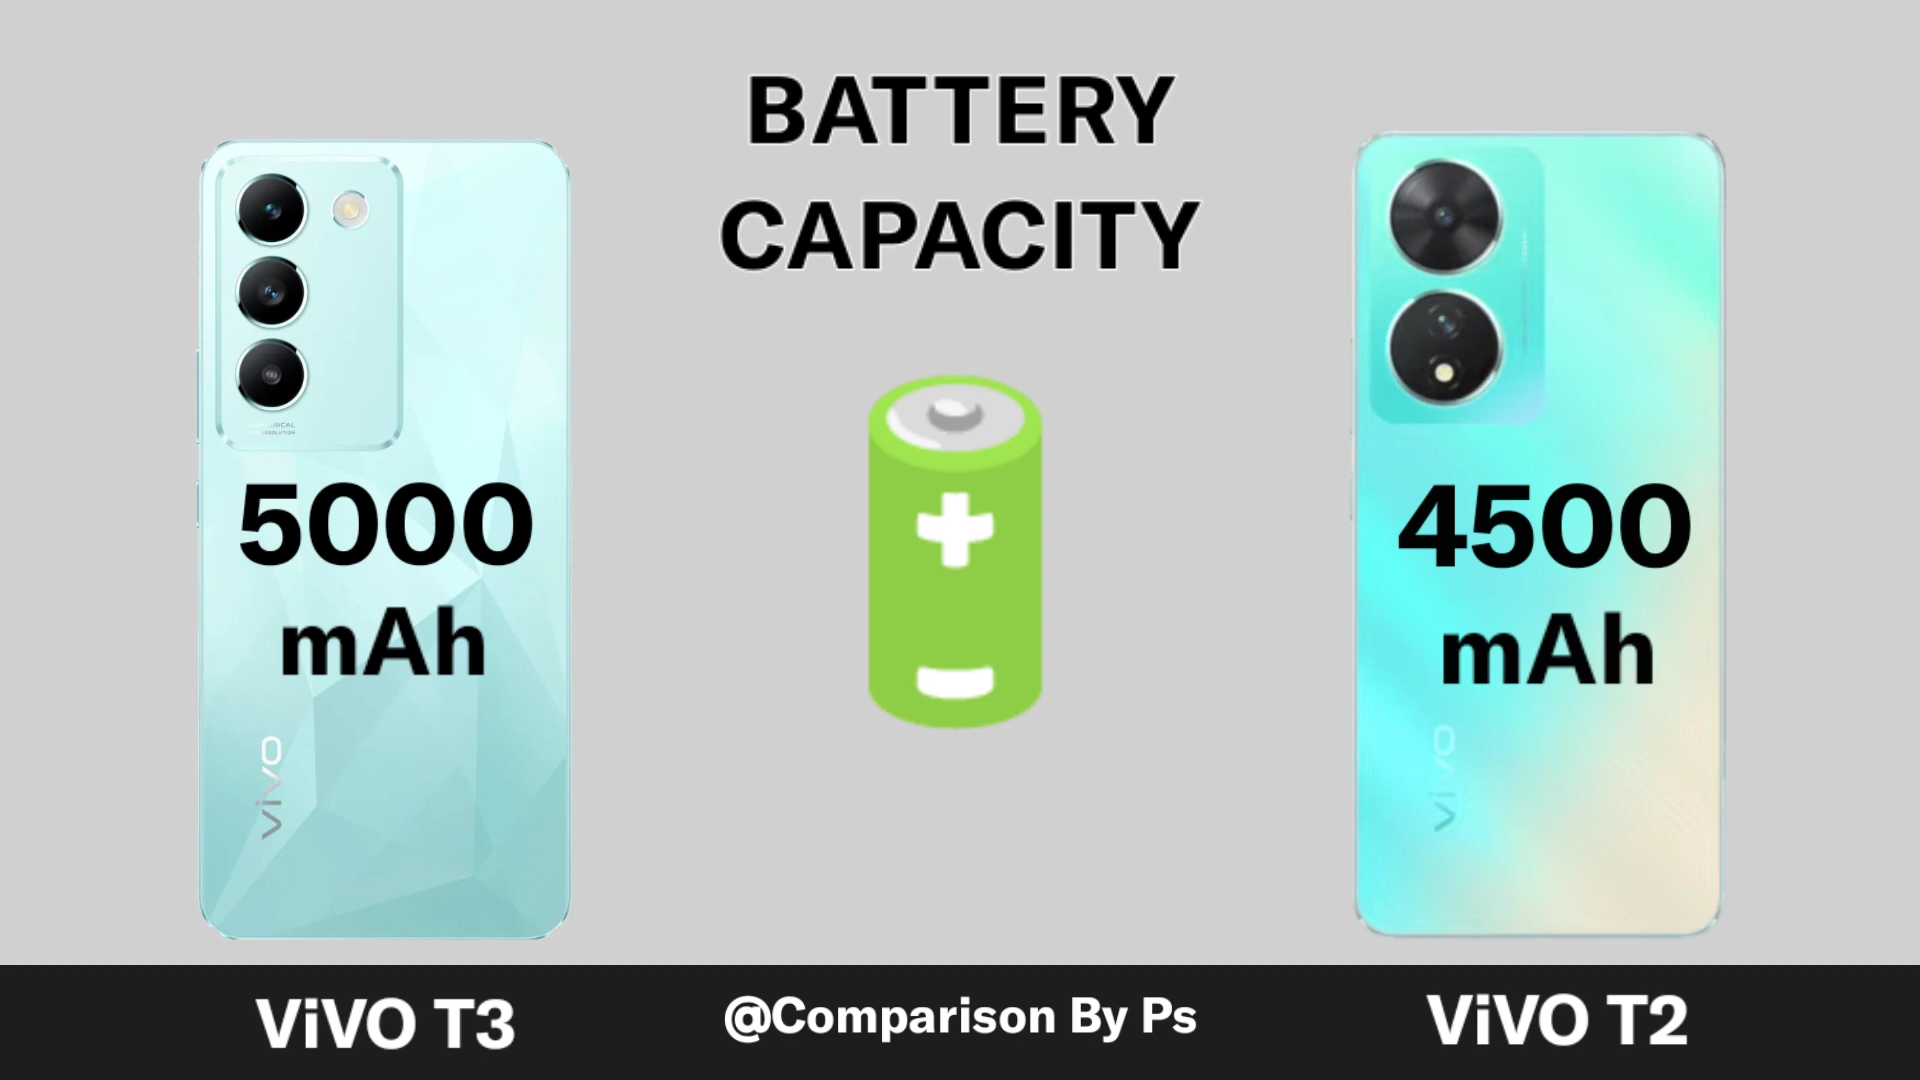 BATTERY
CAPACITY
5000
mAh
vivo
4500
mAh
vivo
ViVO T3
@Comparison By Ps
ViVO T2